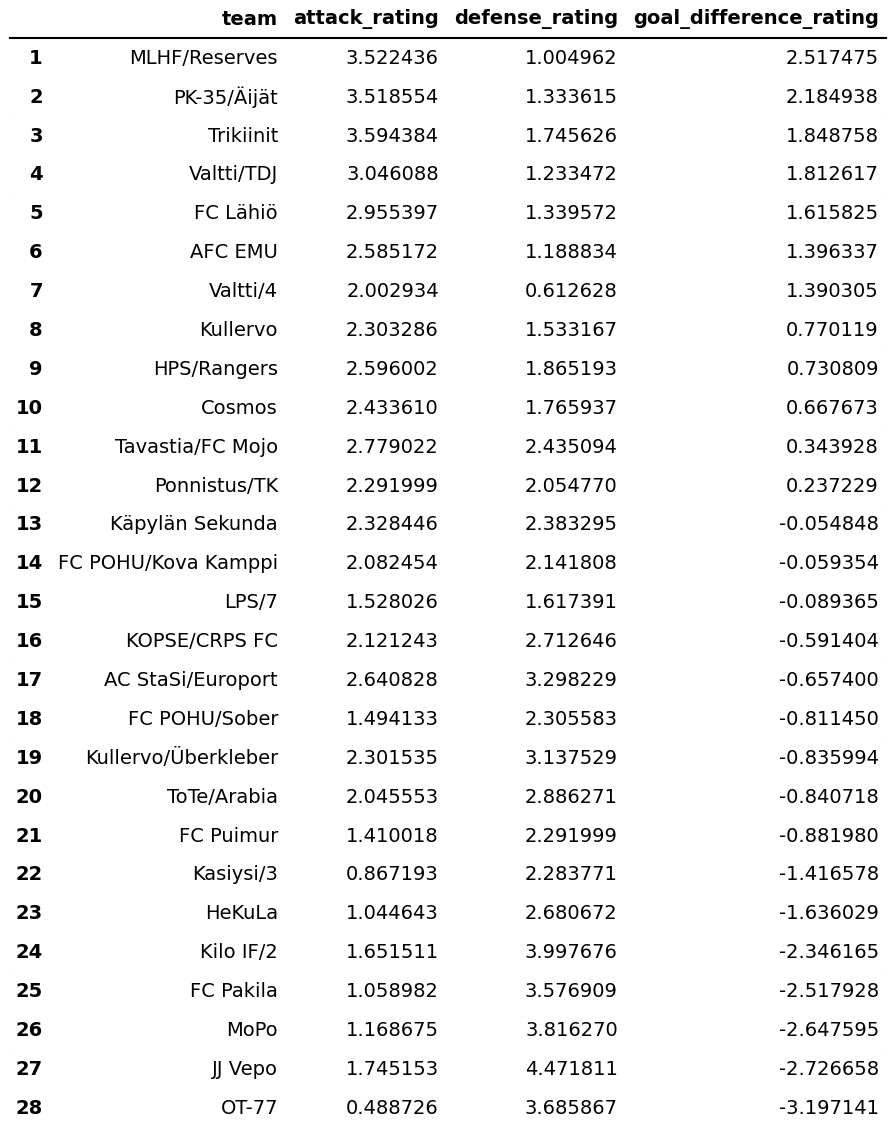 team attack_rating defense_rating goal_difference_rating
1 MLHF/Reserves 3.522436 1.004962 2.517475
2 PK-35/Äijät 3.518554 1.333615 2.184938
3 Trikiinit 3.594384 1.745626 1.848758
4 Valtti/TDJ 3.046088 1.233472 1.812617
5 FC Lähiö 2.955397 1.339572 1.615825
6 AFC EMU 2.585172 1.188834 1.396337
7 Valtti/4 2.002934 0.612628 1.390305
8 Kullervo 2.303286 1.533167 0.770119
9 HPS/Rangers 2.596002 1.865193 0.730809
10 Cosmos 2.433610 1.765937 0.667673
11 Tavastia/FC Mojo 2.779022 2.435094 0.343928
12 Ponnistus/TK 2.291999 2.054770 0.237229
13 Käpylän Sekunda 2.328446 2.383295 -0.054848
14 FC POHU/Kova Kamppi 2.082454 2.141808 -0.059354
15 LPS/7 1.528026 1.617391 -0.089365
16 KOPSE/CRPS FC 2.121243 2.712646 -0.591404
17 AC StaSi/Europort 2.640828 3.298229 -0.657400
18 FC POHU/Sober 1.494133 2.305583 -0.811450
19 Kullervo/Überkleber 2.301535 3.137529 -0.835994
20 ToTe/Arabia 2.045553 2.886271 -0.840718
21 FC Puimur 1.410018 2.291999 -0.881980
22 Kasiysi/3 0.867193 2.283771 -1.416578
23 HeKuLa 1.044643 2.680672 -1.636029
24 Kilo IF/2 1.651511 3.997676 -2.346165
25 FC Pakila 1.058982 3.576909 -2.517928
26 MoPo 1.168675 3.816270 -2.647595
27 JJ Vepo 1.745153 4.471811 -2.726658
28 OT-77 0.488726 3.685867 -3.197141